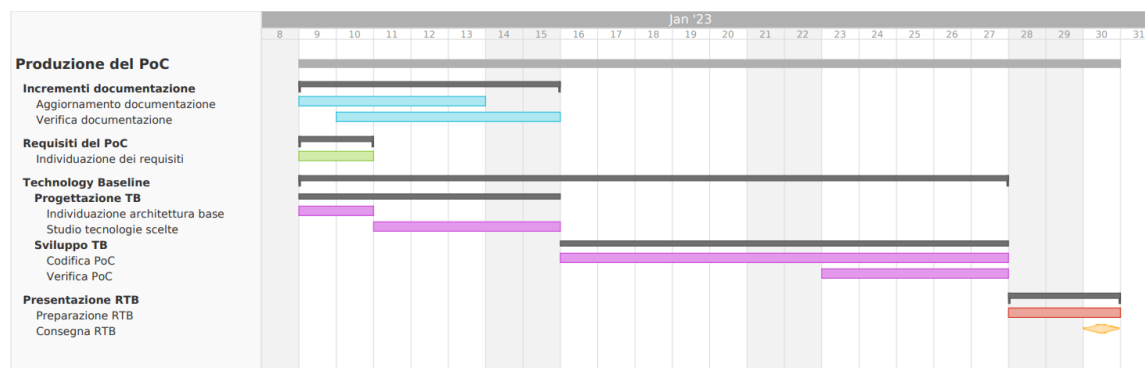 Jan '23
8 9 10 11 12 13 14 15 16 17 18 19 20 21 22 23 24 25 26 27 28 29 30 31
Produzione del PoC
Incrementi documentazione
Aggiornamento documentazione
Verifica documentazione
Requisiti del PoC
Individuazione dei requisiti
Technology Baseline
Progettazione TB
Individuazione architettura base
Studio tecnologie scelte
Sviluppo TB
Codifica PoC
Verifica PoC
Presentazione RTB
Preparazione RTB
Consegna RTB